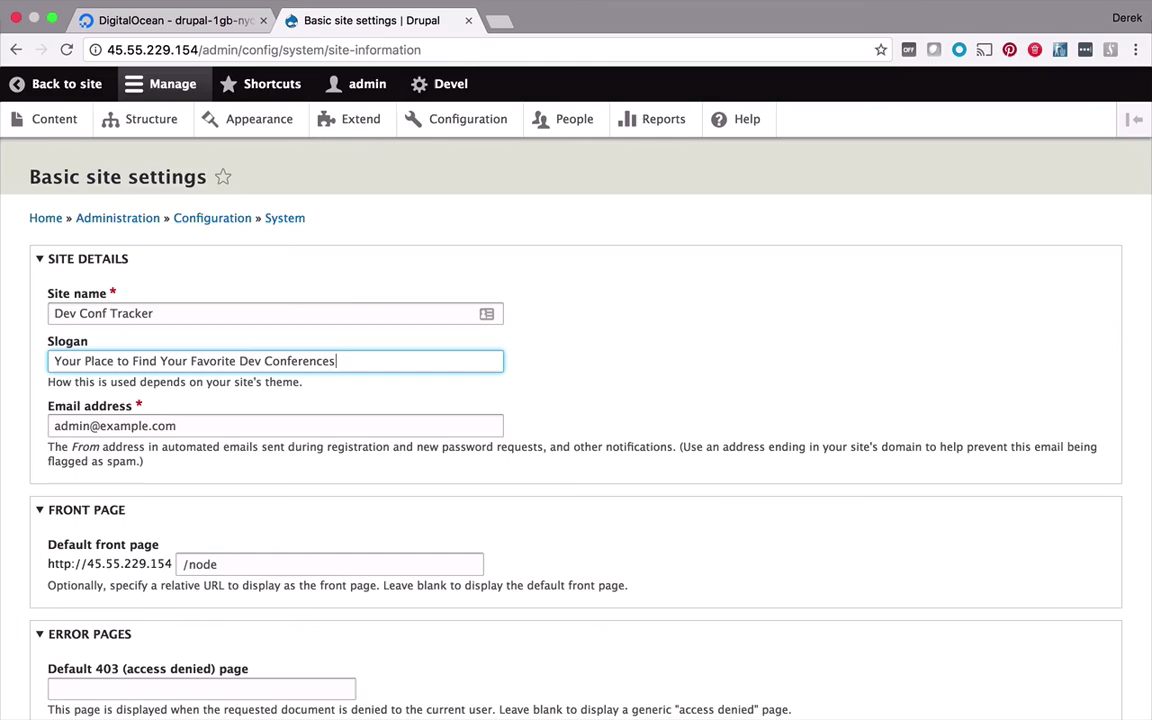 DigitalOcean - drupal-1gb-nyc
Basic site settings | Drupal
Derek
45.55.229.154/admin/config/system/site-information
OFF
Back to site
Manage
Shortcuts
admin
Devel
Content
Structure
Appearance
Extend
Configuration
People
Reports
Help
Basic site settings
Home » Administration » Configuration » System
SITE DETAILS
Site name *
Dev Conf Tracker
Slogan
Your Place to Find Your Favorite Dev Conferences
How this is used depends on your site's theme.
Email address *
admin@example.com
The From address in automated emails sent during registration and new password requests, and other notifications. (Use an address ending in your site's domain to help prevent this email being
flagged as spam.)
FRONT PAGE
Default front page
http://45.55.229.154 /node
Optionally, specify a relative URL to display as the front page. Leave blank to display the default front page.
ERROR PAGES
Default 403 (access denied) page
This page is displayed when the requested document is denied to the current user. Leave blank to display a generic "access denied" page.